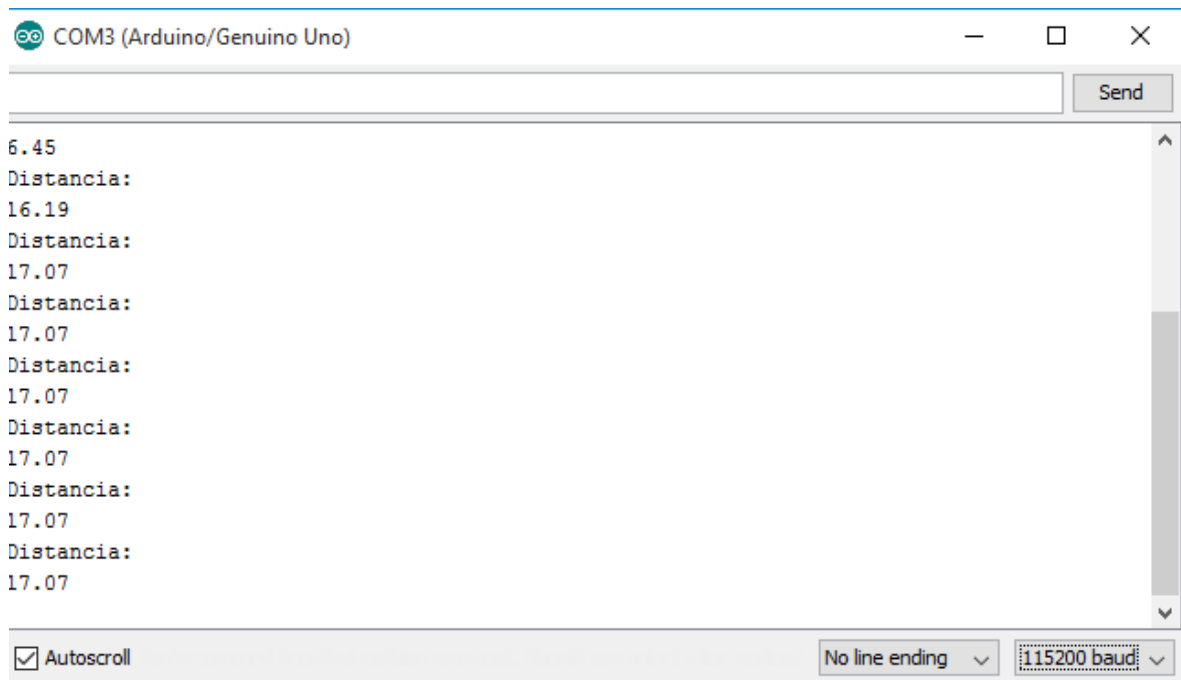 COM3 (Arduino/Genuino Uno)
Send
6.45
Distancia:
16.19
Distancia:
17.07
Distancia:
17.07
Distancia:
17.07
Distancia:
17.07
Distancia:
17.07
Distancia:
17.07
Autoscroll
No line ending
115200 baud